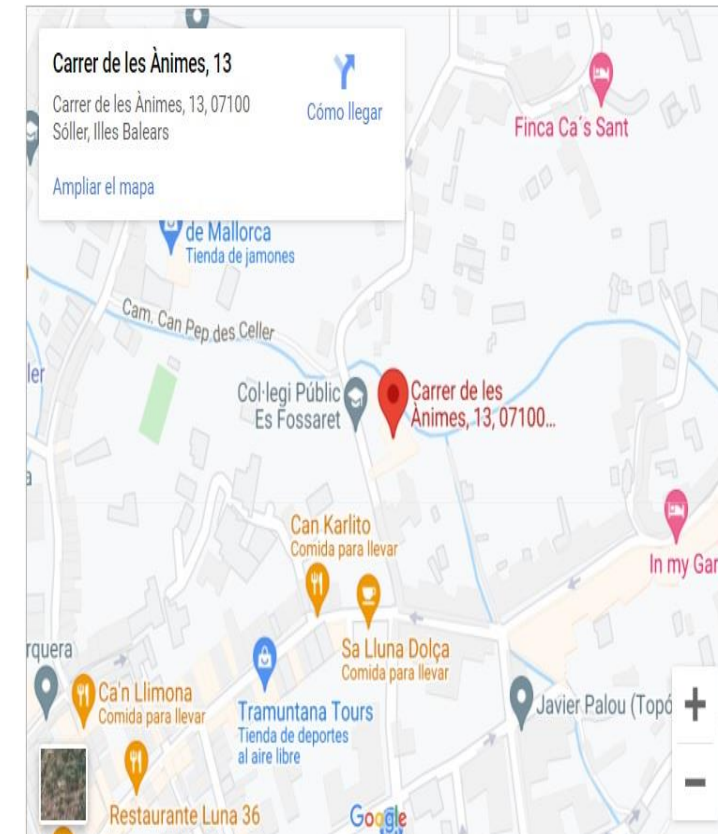 Carrer de les Ànimes, 13
Carrer de les Ànimes, 13, 07100
Sóller, Illes Balears
Cómo llegar
Ampliar el mapa
Finca Ca´s Sant
de Mallorca
Tienda de jamones
Cam. Can Pep des Celler
ler
Col·legi Públic
Es Fossaret
Carrer de les
Ànimes, 13, 07100...
a
Can Karlito
Comida para llevar
In my Gar
Sa Lluna Dolça
Comida para llevar
rquera
Ca'n Llimona
Comida para llevar
Tramuntana Tours
Tienda de deportes
al aire libre
Javier Palou (Topó
+
−
Restaurante Luna 36
Google